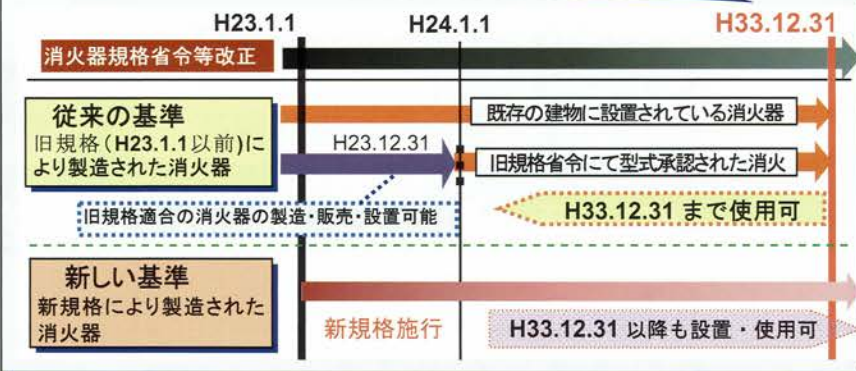 H23.1.1
H24.1.1
H33.12.31
消火器規格省令等改正
従来の基準
旧規格(H23.1.1以前)に
より製造された消火器
既存の建物に設置されている消火器
H23.12.31
旧規格省令にて型式承認された消火
旧規格適合の消火器の製造・販売・設置可能
H33.12.31 まで使用可
新しい基準
新規格により製造された
消火器
新規格施行
H33.12.31 以降も設置・使用可